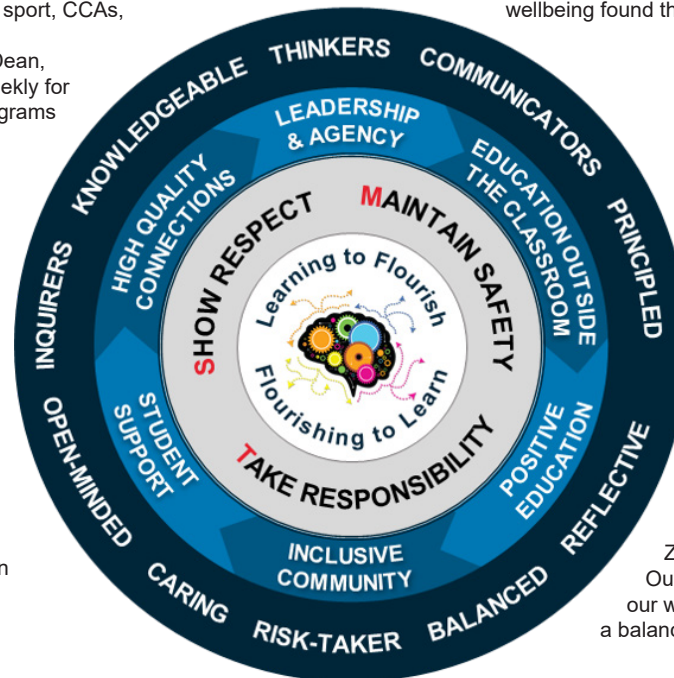 sport, CCAs,
Dean,
ekly for
grams
wellbeing found th
INQUIRERS
KNOWLEDGEABLE
THINKERS
COMMUNICATORS
PRINCIPLED
REFLECTIVE
BALANCED
RISK-TAKER
CARING
OPEN-MINDED
LEADERSHIP
& AGENCY
EDUCATION OUTSIDE
THE CLASSROOM
POSITIVE
EDUCATION
INCLUSIVE
COMMUNITY
STUDENT
SUPPORT
HIGH QUALITY
CONNECTIONS
SHOW RESPECT
MAINTAIN SAFETY
TAKE RESPONSIBILITY
Learning to Flourish
Flourishing to Learn
n
Z
Ou
our w
a balanc